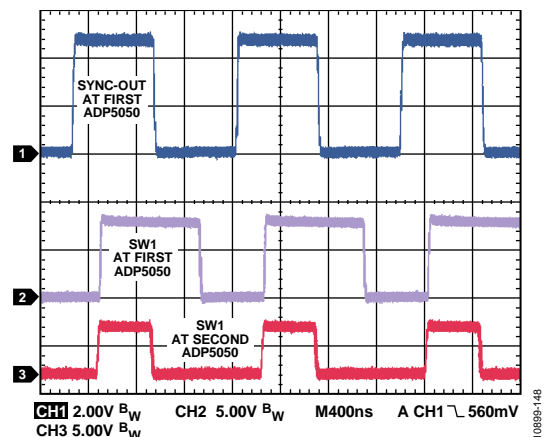 SYNC-OUT
AT FIRST
ADP5050
1
SW1
AT FIRST
ADP5050
2
SW1
AT SECOND
ADP5050
3
CH1 2.00V BW CH2 5.00V BW M400ns A CH1 560mV
CH3 5.00V BW
10899-148